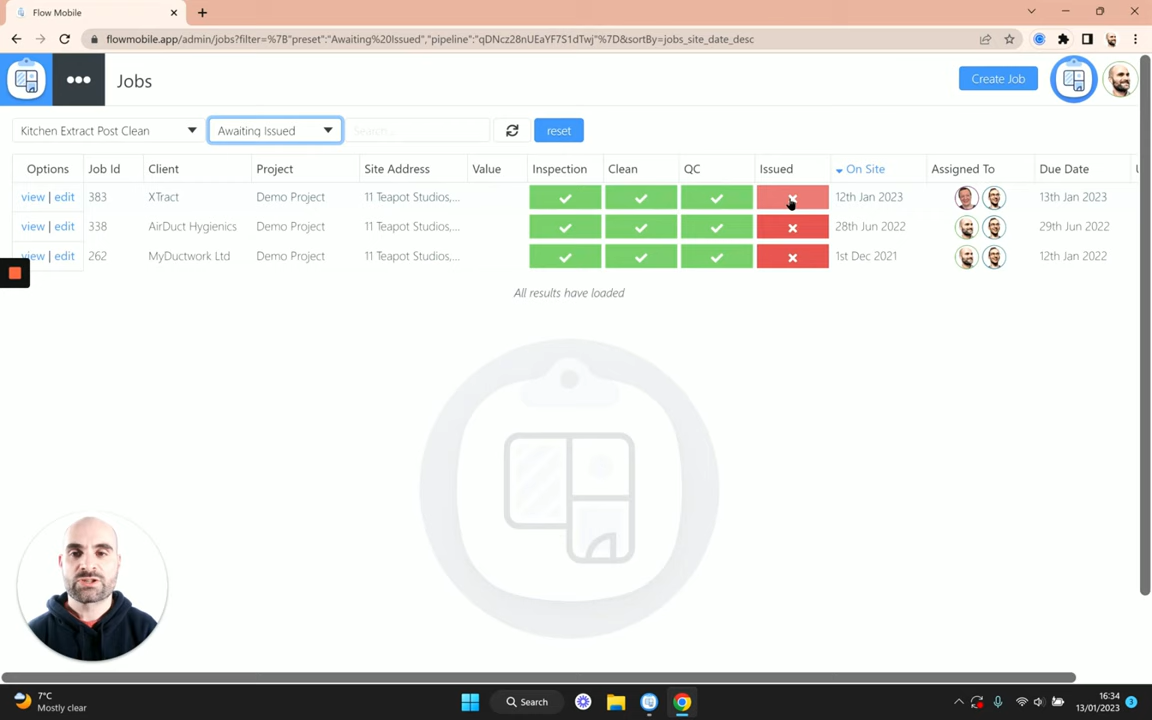 Flow Mobile
flowmobile.app/admin/jobs?filter=%7B"preset":"Awaiting%20Issued","pipeline":"qDNcz28nUEaYF7S1dTwj"%7D&sortBy=jobs_site_date_desc
Jobs
Create Job
Kitchen Extract Post Clean
Awaiting Issued
Search...
reset
Options Job Id Client Project Site Address Value Inspection Clean QC Issued On Site Assigned To Due Date
view | edit 383 XTract Demo Project 11 Teapot Studios,... 12th Jan 2023 13th Jan 2023
view | edit 338 AirDuct Hygienics Demo Project 11 Teapot Studios,... 28th Jun 2022 29th Jun 2022
view | edit 262 MyDuctwork Ltd Demo Project 11 Teapot Studios,... 1st Dec 2021 12th Jan 2022
All results have loaded
7°C
Mostly clear
Search
16:34
13/01/2023
3